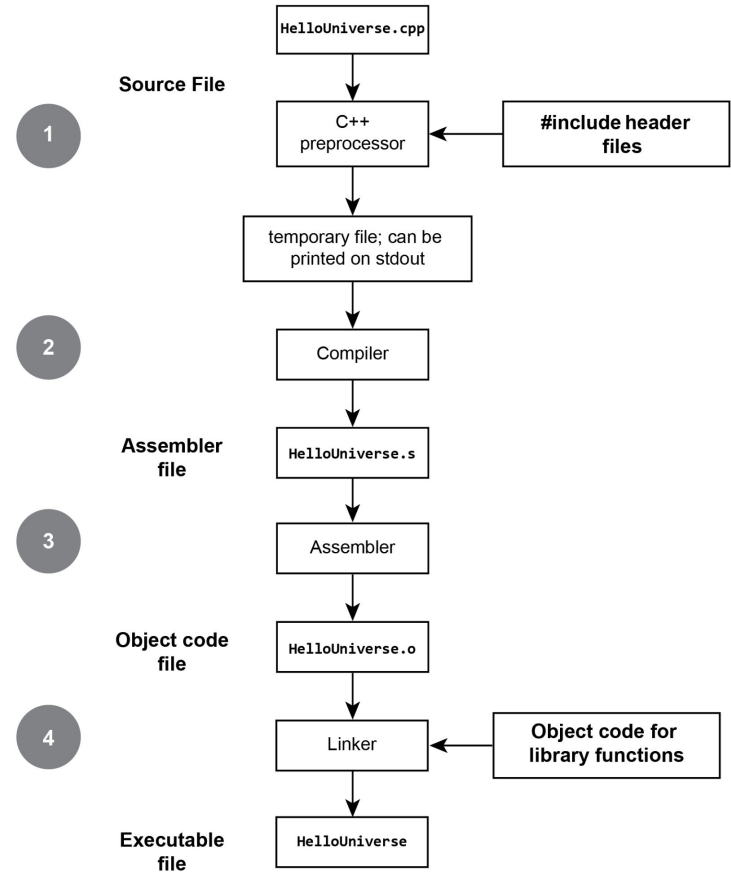 HelloUniverse.cpp
Source File
1
C++
preprocessor
#include header
files
temporary file; can be
printed on stdout
2
Compiler
Assembler
file
HelloUniverse.s
3
Assembler
Object code
file
HelloUniverse.o
4
Linker
Object code for
library functions
Executable
file
HelloUniverse